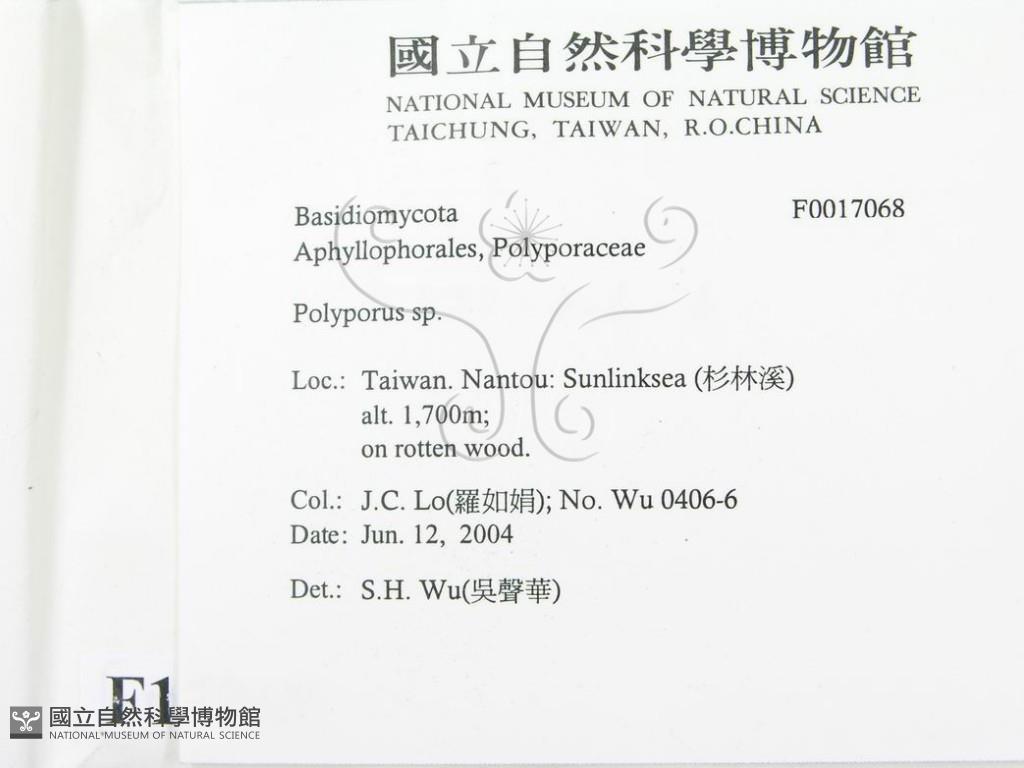 國立自然科學博物館
NATIONAL MUSEUM OF NATURAL SCIENCE
TAICHUNG, TAIWAN, R.O.CHINA
Basidiomycota F0017068
Aphyllophorales, Polyporaceae
Polyporus sp.
Loc.: Taiwan. Nantou: Sunlinksea (杉林溪)
alt. 1,700m;
on rotten wood.
Col.: J.C. Lo(羅如娟); No. Wu 0406-6
Date: Jun. 12, 2004
Det.: S.H. Wu(吳聲華)
F1
國立自然科學博物館
NATIONAL MUSEUM OF NATURAL SCIENCE